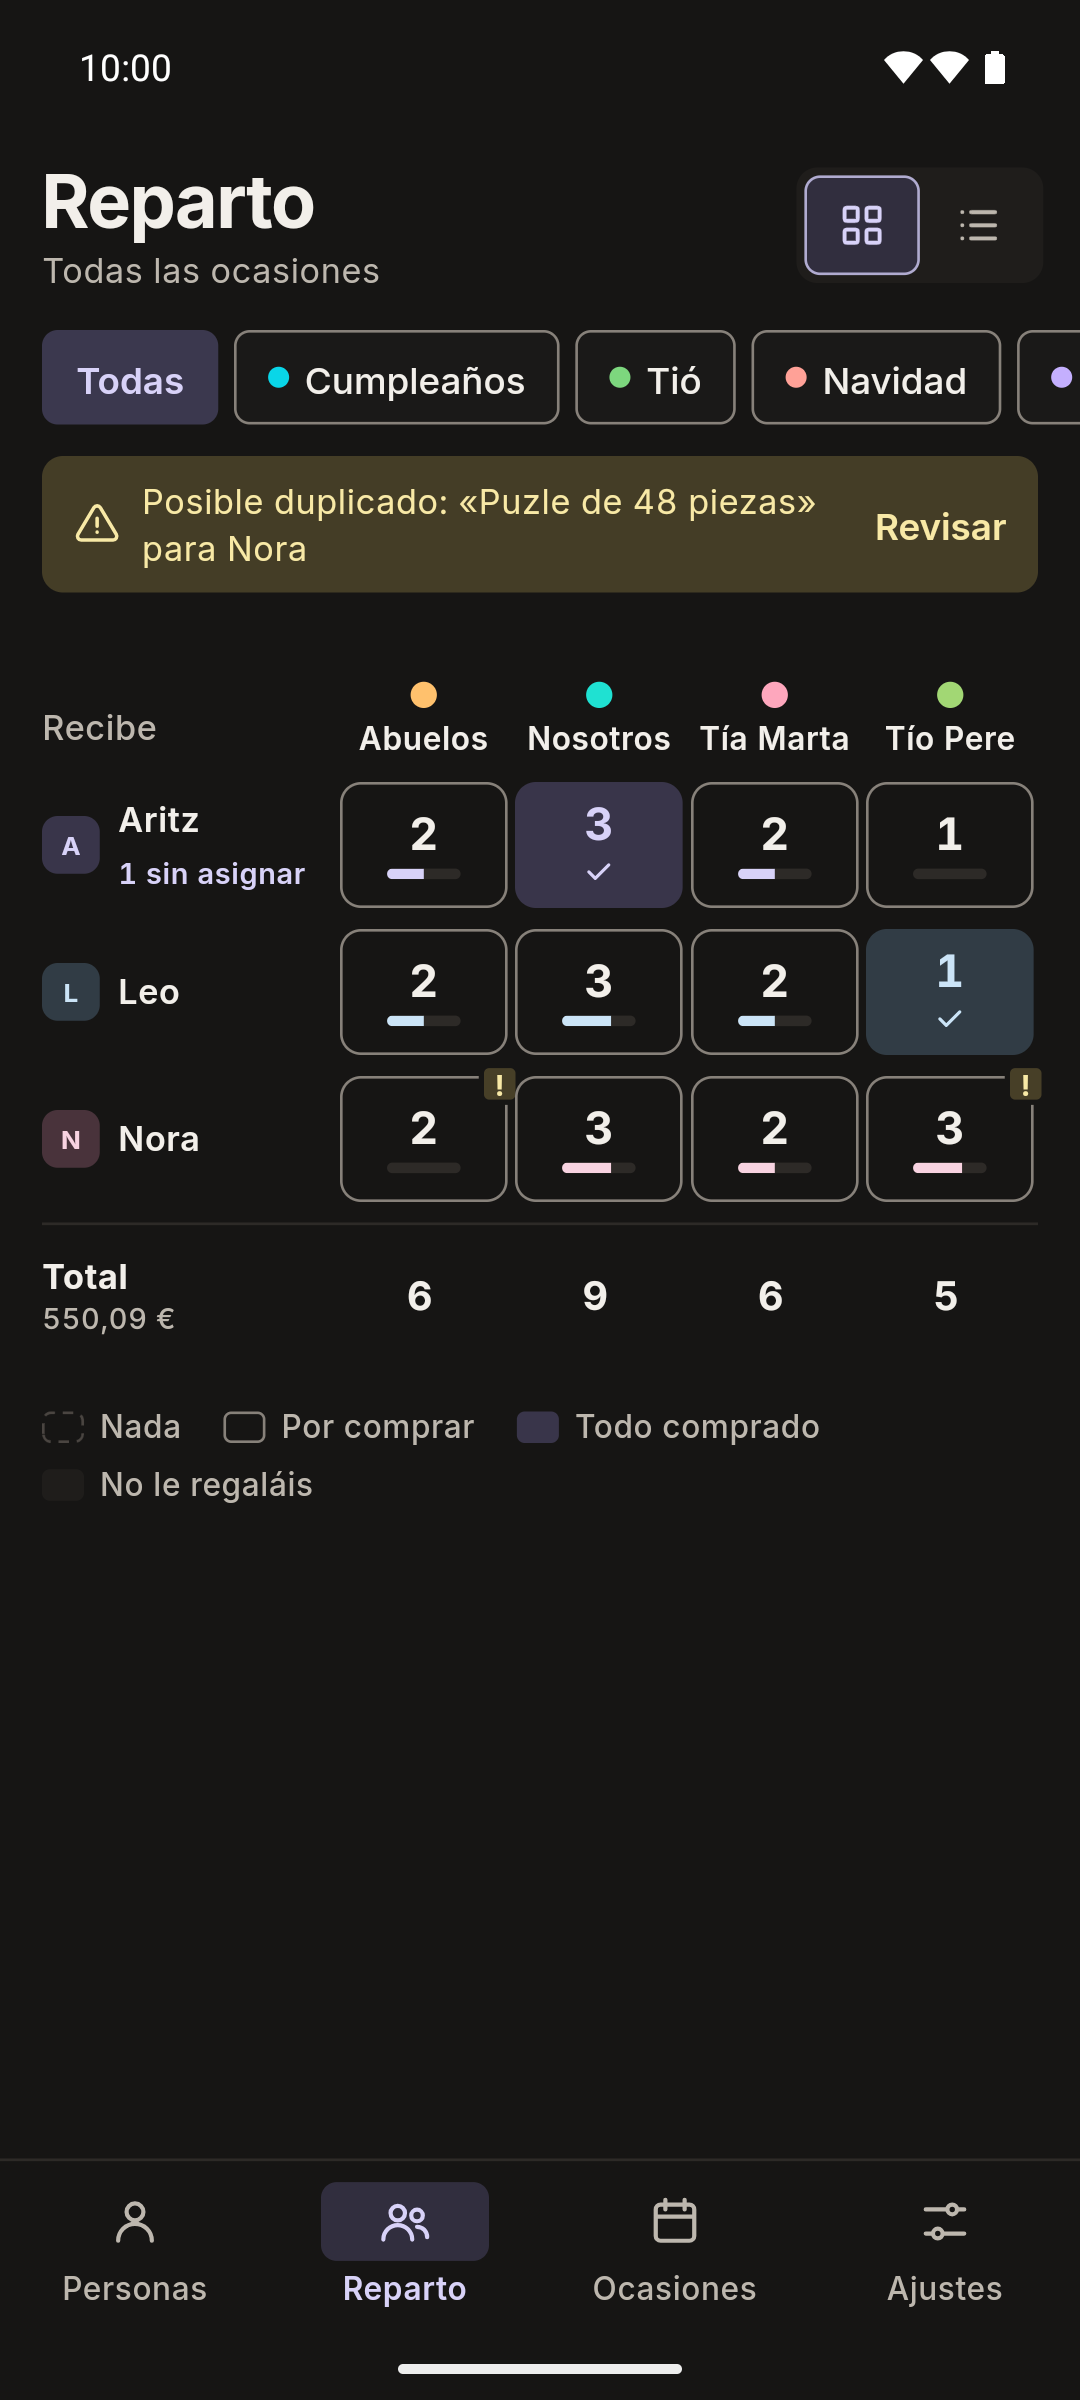 10:00
Reparto
Todas las ocasiones
Todas
Cumpleaños
Tió
Navidad
Posible duplicado: «Puzle de 48 piezas»
para Nora
Revisar
Recibe
Abuelos
Nosotros
Tía Marta
Tío Pere
A
Aritz
1 sin asignar
2
3
2
1
L
Leo
2
3
2
1
N
Nora
2
!
3
2
3
!
Total
550,09 €
6
9
6
5
Nada
Por comprar
Todo comprado
No le regaláis
Personas
Reparto
Ocasiones
Ajustes